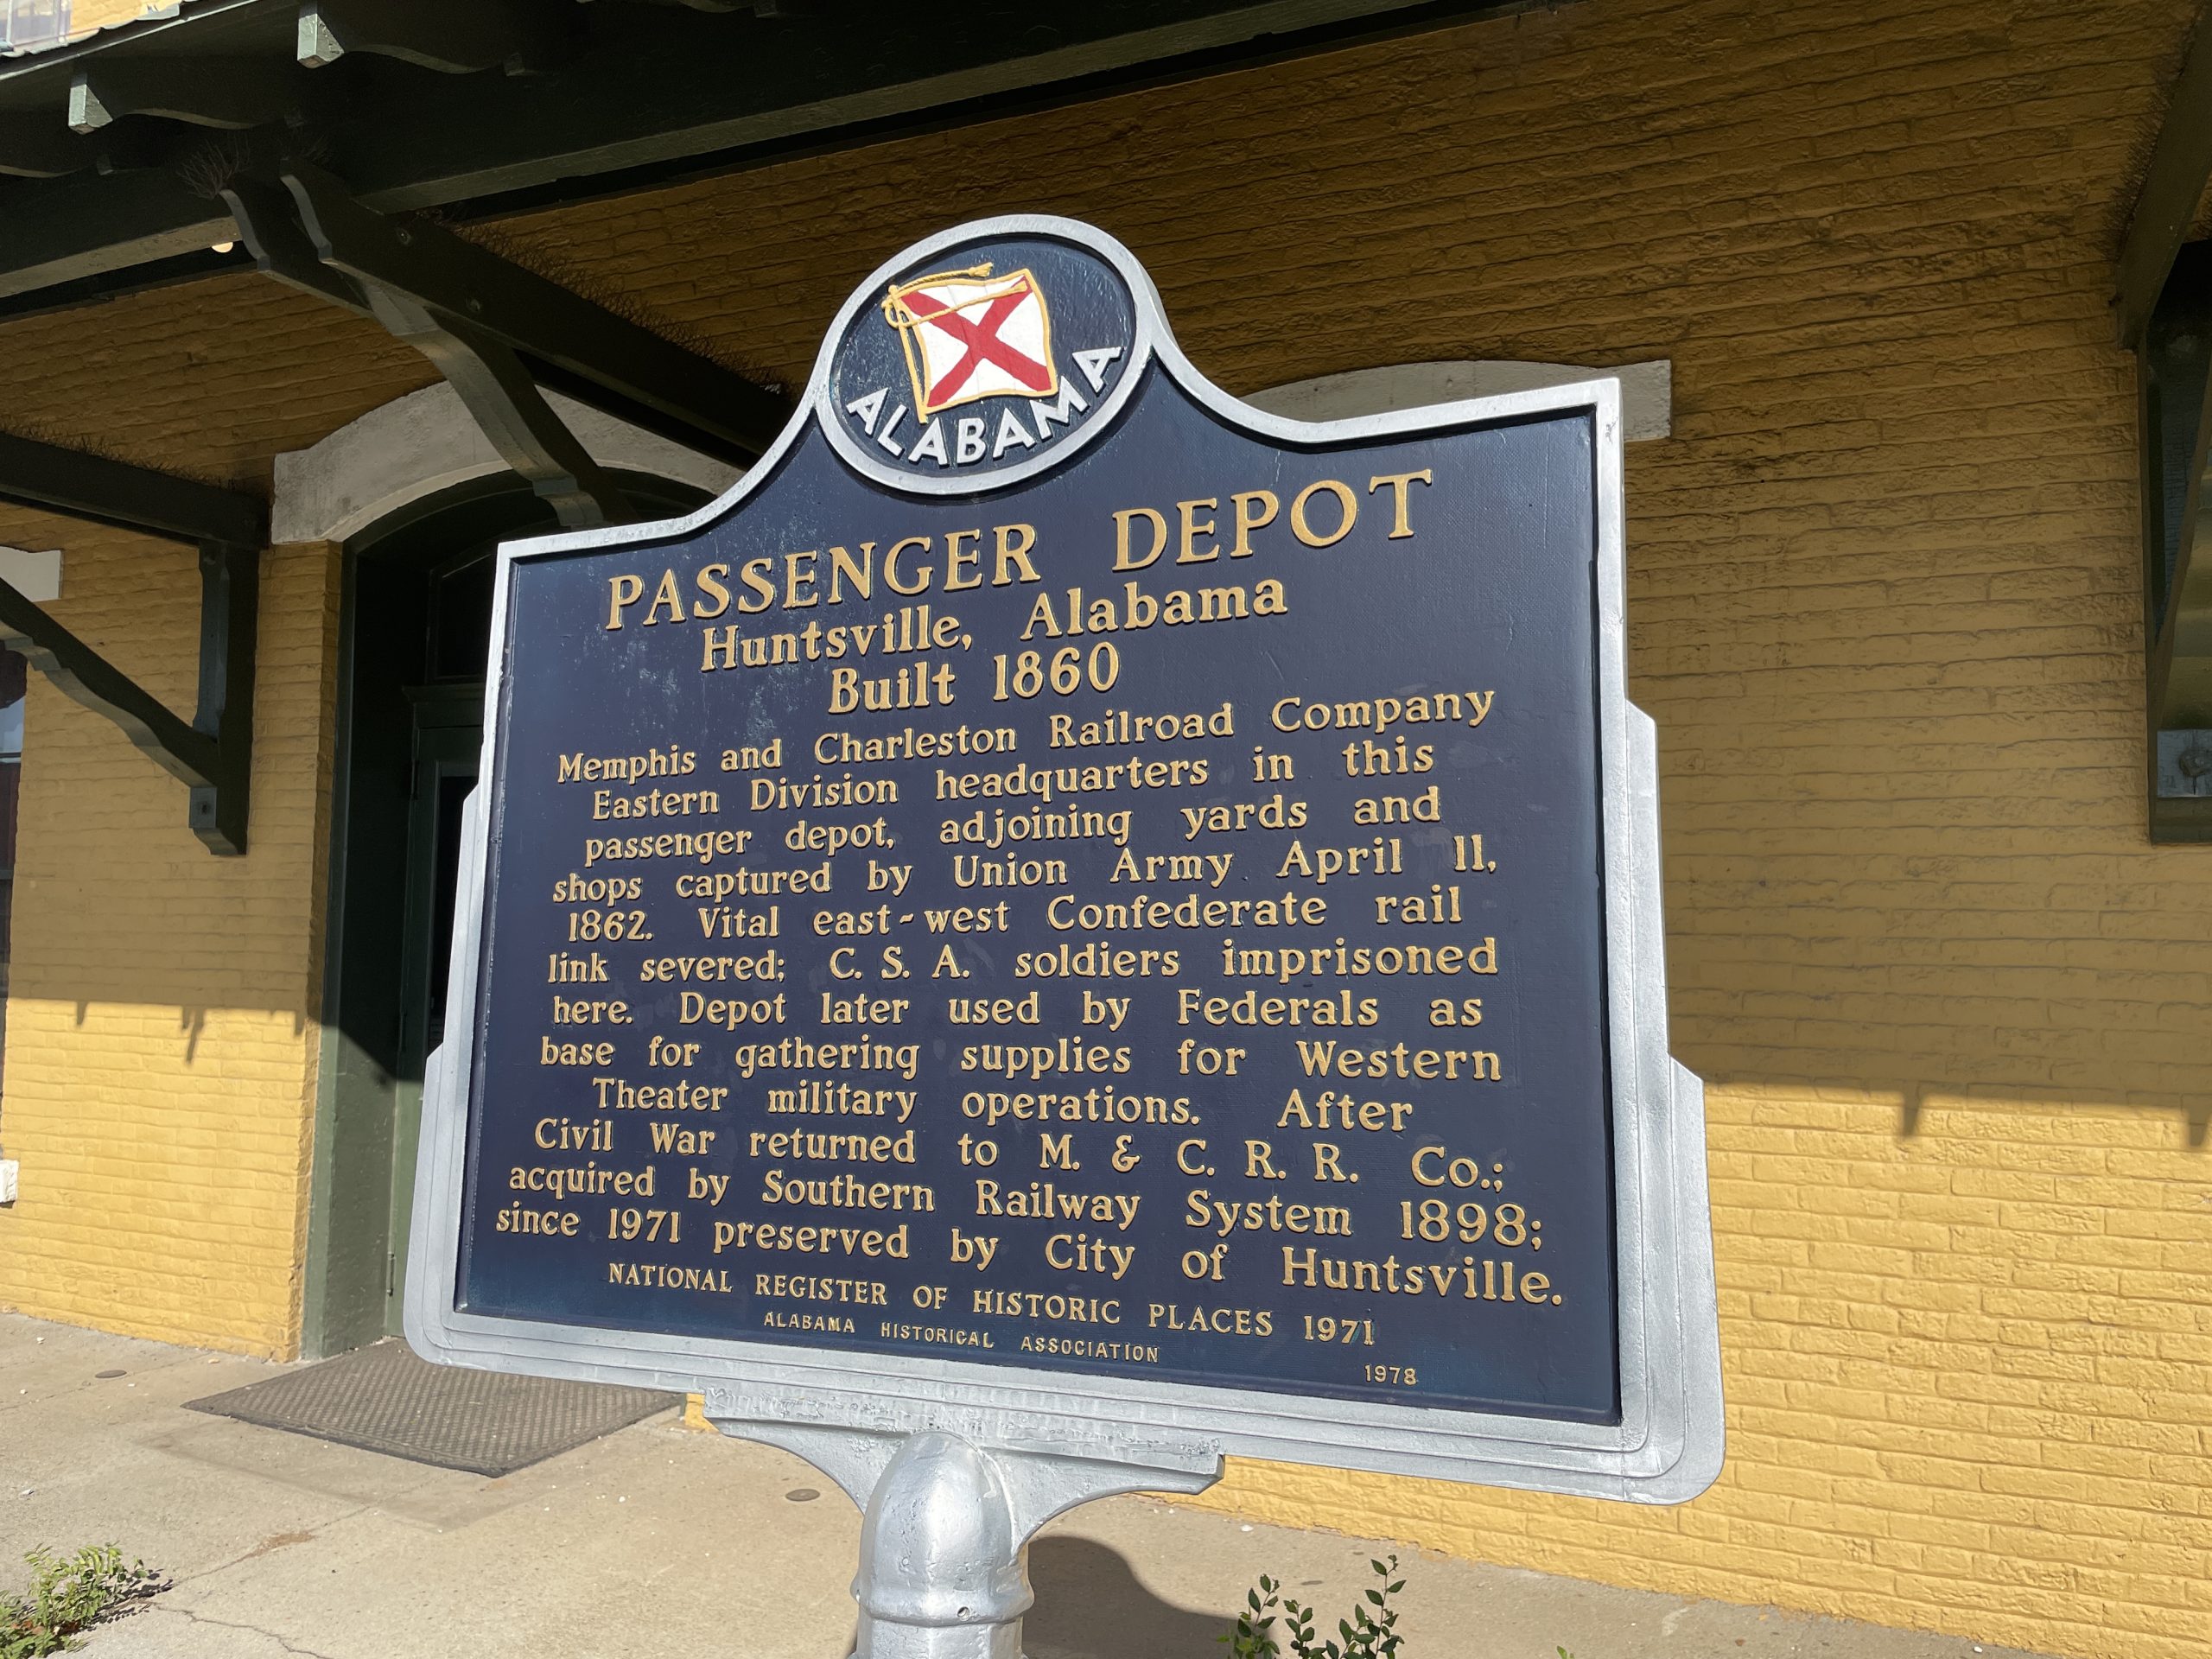 ALABAMA
PASSENGER DEPOT
Huntsville, Alabama
Built 1860
Memphis and Charleston Railroad Company
Eastern Division headquarters in this
passenger depot, adjoining yards and
shops captured by Union Army April 11,
1862. Vital east-west Confederate rail
link severed; C. S. A. soldiers imprisoned
here. Depot later used by Federals as
base for gathering supplies for Western
Theater military operations. After
Civil War returned to M. & C. R. R. Co.;
acquired by Southern Railway System 1898;
since 1971 preserved by City of Huntsville.
NATIONAL REGISTER OF HISTORIC PLACES 1971
ALABAMA HISTORICAL ASSOCIATION
1978